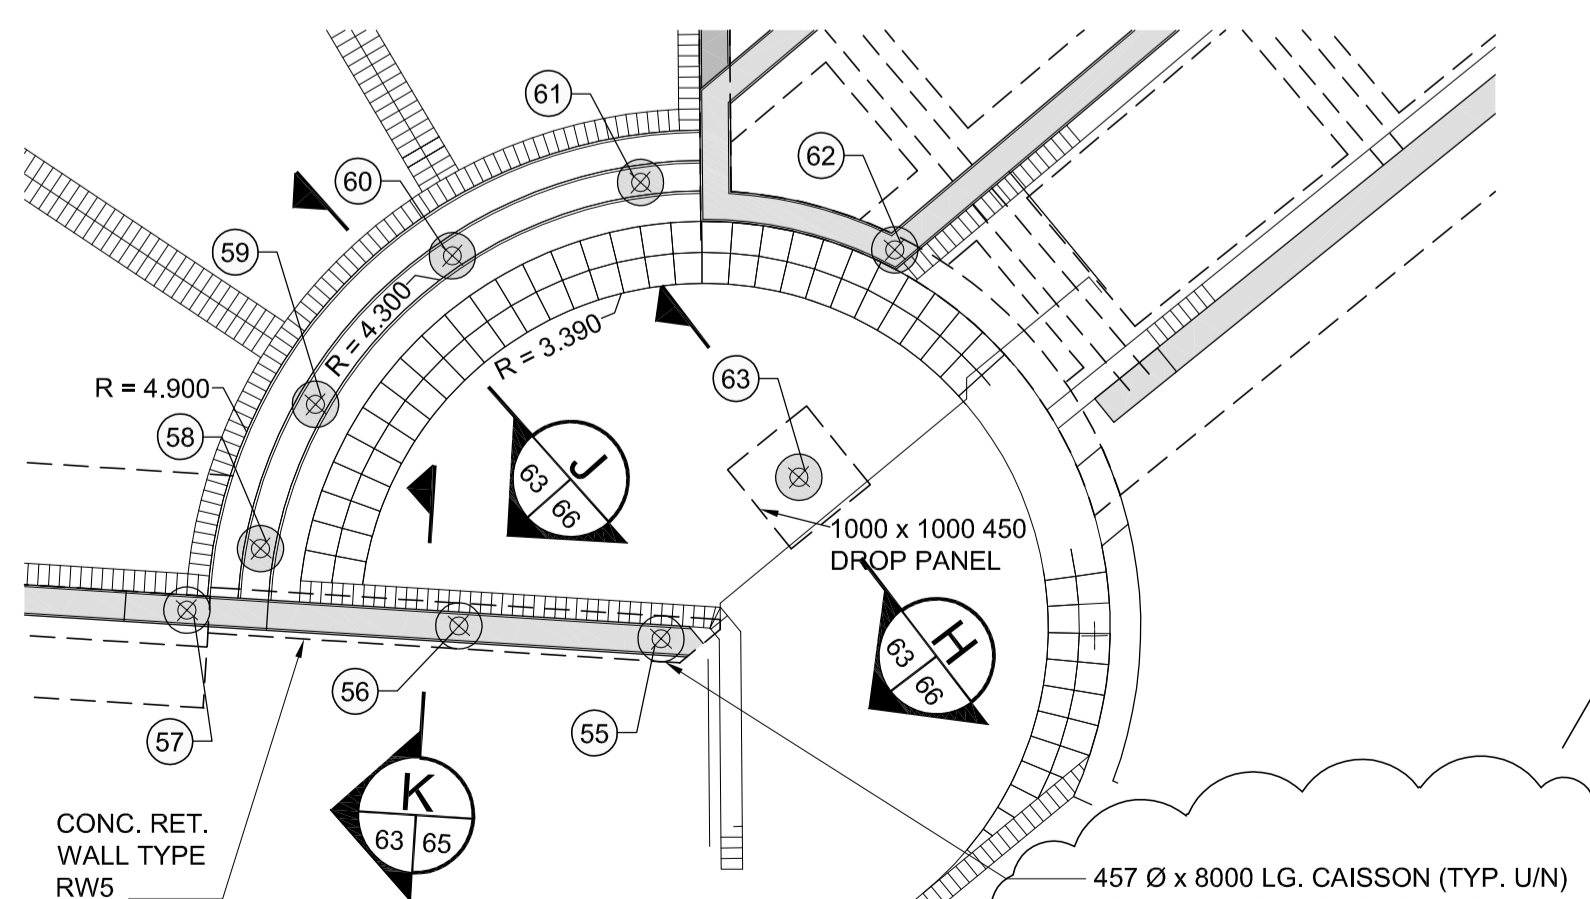 61
62
60
59
R = 4.300
R = 3.390
63
R = 4.900
58
J
63
66
1000 x 1000 450
DROP PANEL
H
63
66
56
55
57
K
63
65
CONC. RET.
WALL TYPE
RW5
457 Ø x 8000 LG. CAISSON (TYP. U/N)